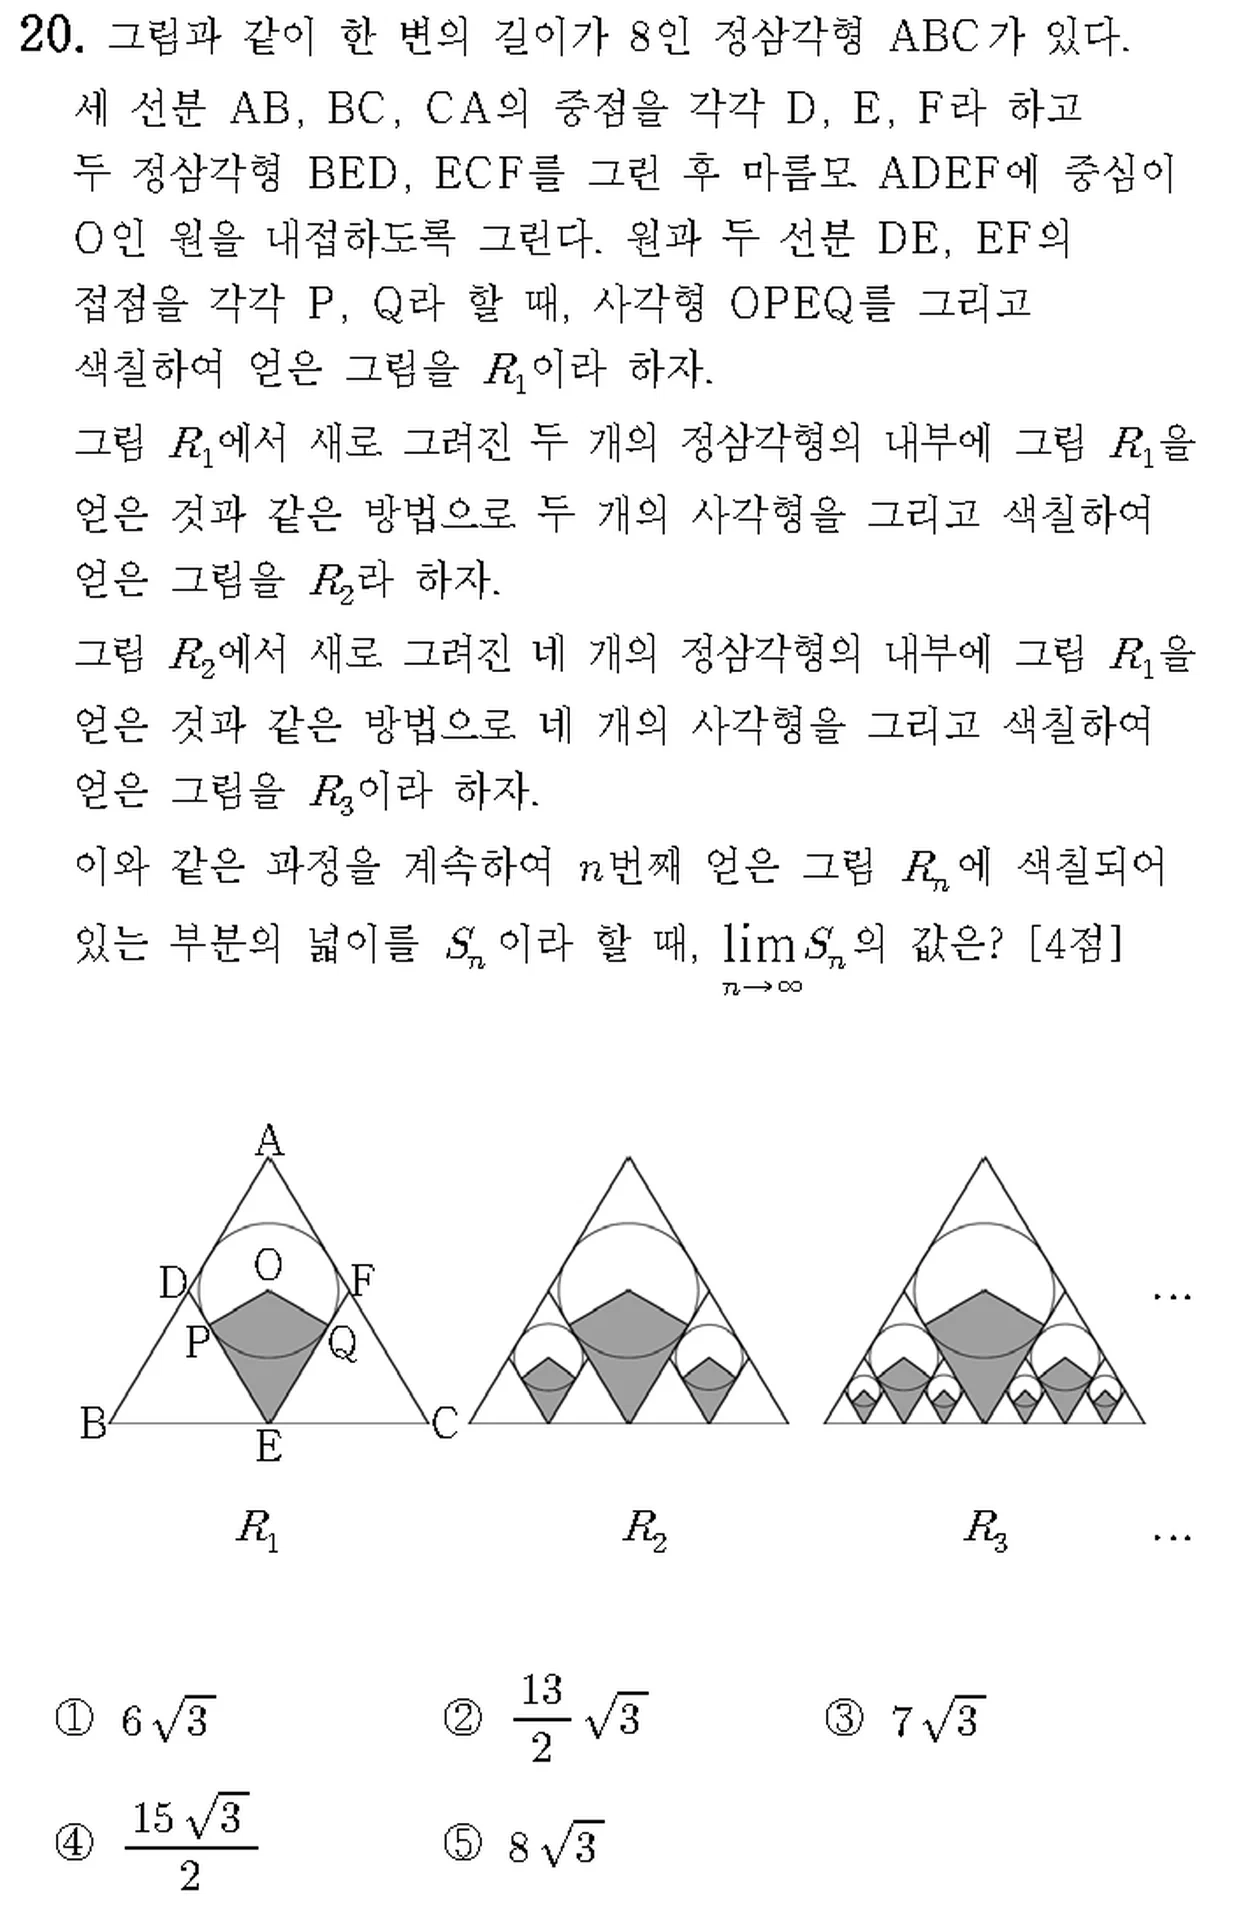 20. 그림과 같이 한 변의 길이가 8인 정삼각형 ABC가 있다.
세 선분 AB, BC, CA의 중점을 각각 D, E, F라 하고
두 정삼각형 BED, ECF를 그린 후 마름모 ADEF에 중심이
O인 원을 내접하도록 그린다. 원과 두 선분 DE, EF의
접점을 각각 P, Q라 할 때, 사각형 OPEQ를 그리고
색칠하여 얻은 그림을 R₁이라 하자.
그림 R₁에서 새로 그려진 두 개의 정삼각형의 내부에 그림 R₁을
얻은 것과 같은 방법으로 두 개의 사각형을 그리고 색칠하여
얻은 그림을 R₂라 하자.
그림 R₂에서 새로 그려진 네 개의 정삼각형의 내부에 그림 R₁을
얻은 것과 같은 방법으로 네 개의 사각형을 그리고 색칠하여
얻은 그림을 R₃이라 하자.
이와 같은 과정을 계속하여 n번째 얻은 그림 Rₙ에 색칠되어
있는 부분의 넓이를 Sₙ이라 할 때, lim n→∞ Sₙ의 값은? [4점]
A
D O F …
P Q
B E C
R₁ R₂ R₃ …
① 6√3 ② 13/2 √3 ③ 7√3
④ 15√3/2 ⑤ 8√3